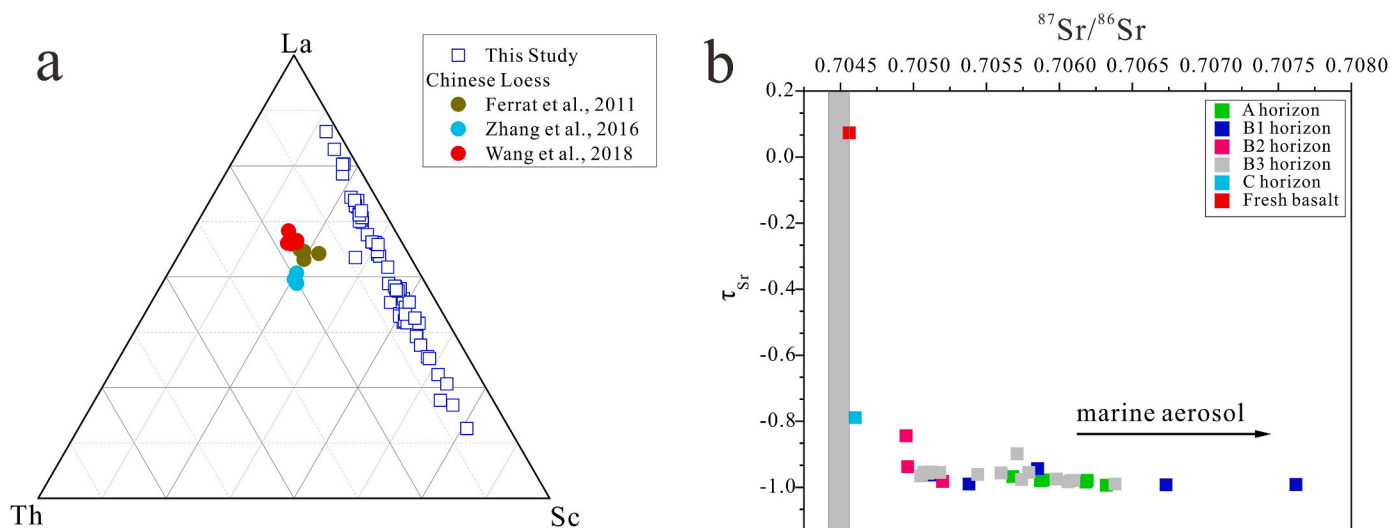 a
La
Th
Sc
This Study
Chinese Loess
Ferrat et al., 2011
Zhang et al., 2016
Wang et al., 2018
b
87Sr/86Sr
0.7045 0.7050 0.7055 0.7060 0.7065 0.7070 0.7075 0.7080
0.2
0.0
-0.2
-0.4
-0.6
-0.8
-1.0
τSr
A horizon
B1 horizon
B2 horizon
B3 horizon
C horizon
Fresh basalt
marine aerosol